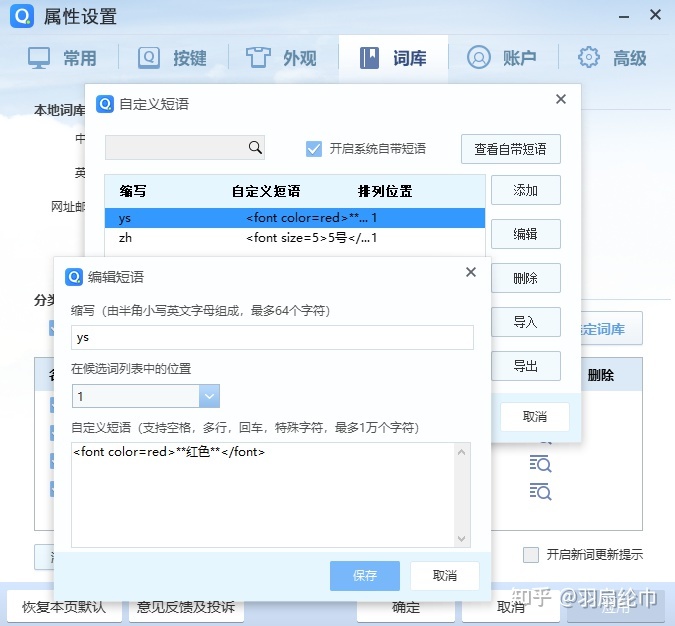 属性设置
常用
按键
外观
词库
账户
高级
本地词库
自定义短语
开启系统自带短语
查看自带短语
缩写 自定义短语 排列位置
ys <font color=red>**... 1
zh <font size=5>5号</... 1
添加
编辑
删除
导入
导出
取消
中
英
网址邮
分类
定词库
删除
编辑短语
缩写（由半角小写英文字母组成，最多64个字符）
ys
在候选词列表中的位置
1
自定义短语（支持空格，多行，回车，特殊字符，最多1万个字符）
<font color=red>**红色**</font>
保存
取消
开启新词更新提示
恢复本页默认
意见反馈及投诉
确定
取消
应用
知乎 @羽扇纶巾